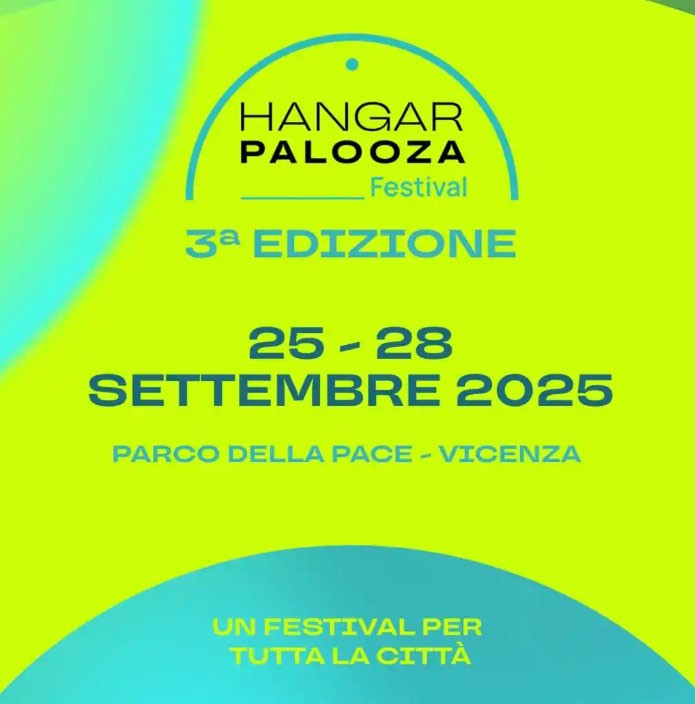 HANGAR
PALOOZA
Festival
3ª EDIZIONE
25 - 28
SETTEMBRE 2025
PARCO DELLA PACE - VICENZA
UN FESTIVAL PER
TUTTA LA CITTÀ